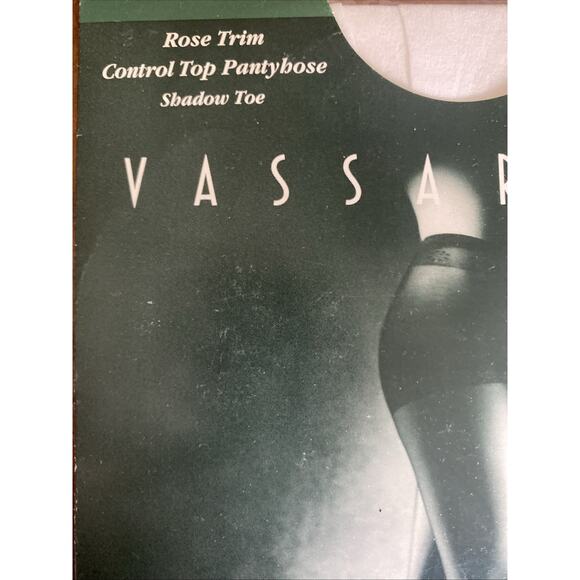 Rose Trim
Control Top Pantyhose
Shadow Toe
VASSAR